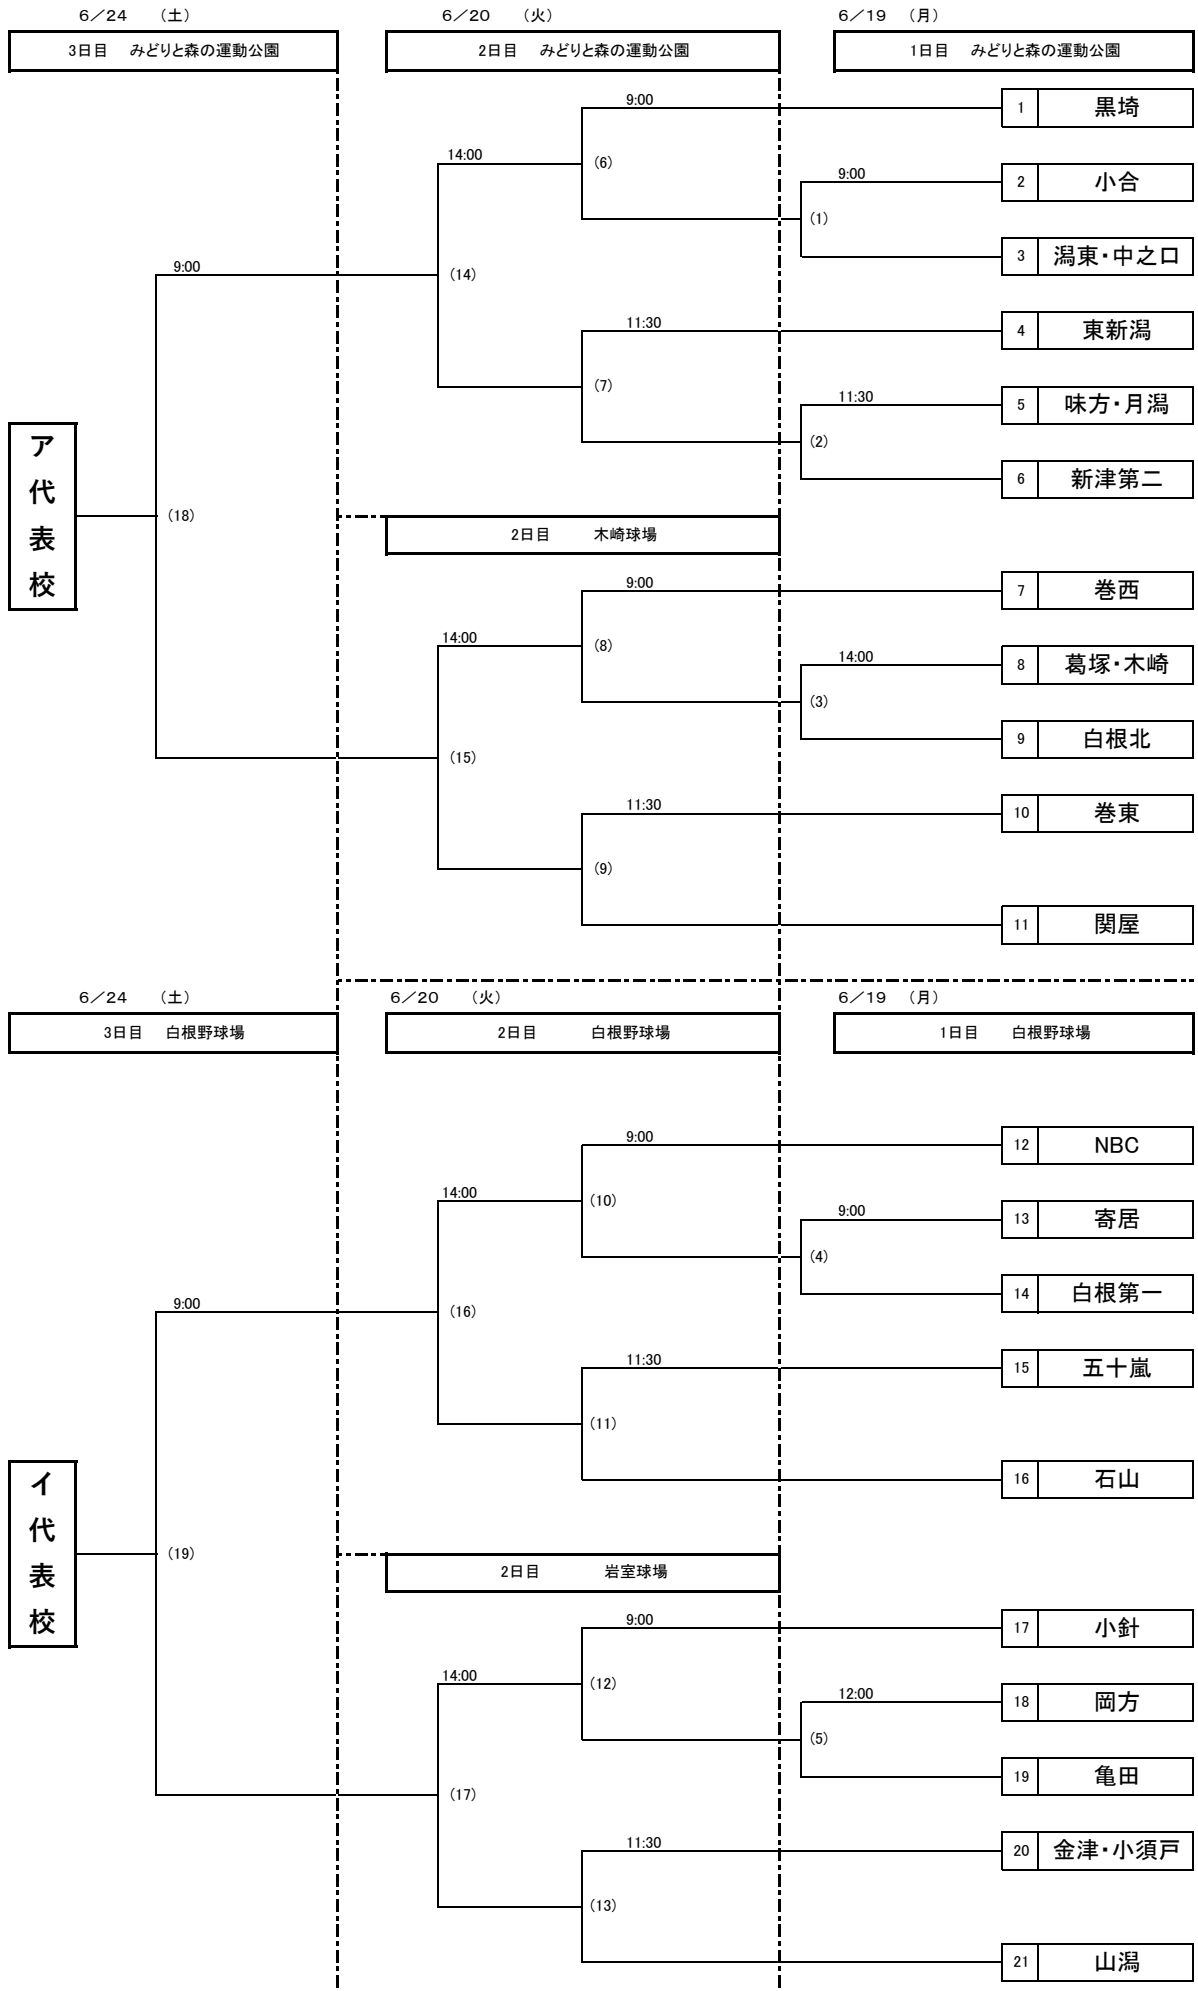 6／24　（土）　6／20　（火）　6／19　（月）
3日目　みどりと森の運動公園　2日目　みどりと森の運動公園　1日目　みどりと森の運動公園
9:00　1　黒埼
14:00　(6)
9:00　2　小合
(1)
3　潟東・中之口
9:00　(14)
11:30　4　東新潟
(7)
11:30　5　味方・月潟
(2)
6　新津第二
ア代表校
(18)
2日目　木崎球場
9:00　7　巻西
14:00　(8)
14:00　8　葛塚・木崎
(3)
9　白根北
(15)
11:30　10　巻東
(9)
11　関屋
6／24　（土）　6／20　（火）　6／19　（月）
3日目　白根野球場　2日目　白根野球場　1日目　白根野球場
9:00　12　NBC
14:00　(10)
9:00　13　寄居
(4)
14　白根第一
9:00　(16)
11:30　15　五十嵐
(11)
16　石山
イ代表校
(19)
2日目　岩室球場
9:00　17　小針
14:00　(12)
12:00　18　岡方
(5)
19　亀田
(17)
11:30　20　金津・小須戸
(13)
21　山潟